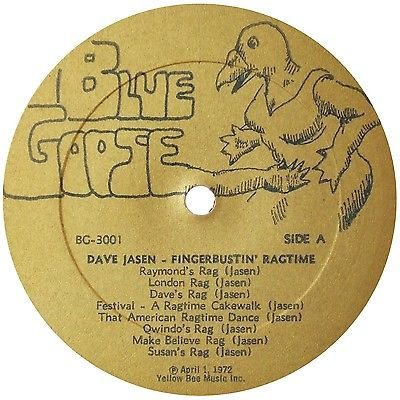 BLUE
GOOSE
BG-3001 SIDE A
DAVE JASEN - FINGERBUSTIN' RAGTIME
Raymond's Rag (Jasen)
London Rag (Jasen)
Dave's Rag (Jasen)
Festival - A Ragtime Cakewalk (Jasen)
That American Ragtime Dance (Jasen)
Qwindo's Rag (Jasen)
Make Believe Rag (Jasen)
Susan's Rag (Jasen)
℗ April 1, 1972
Yellow Bee Music Inc.